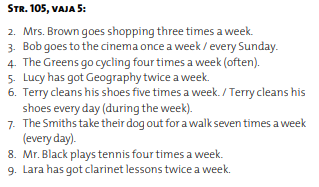 STR. 105, VAJA 5:
2. Mrs. Brown goes shopping three times a week.
3. Bob goes to the cinema once a week / every Sunday.
4. The Greens go cycling four times a week (often).
5. Lucy has got Geography twice a week.
6. Terry cleans his shoes five times a week. / Terry cleans his
shoes every day (during the week).
7. The Smiths take their dog out for a walk seven times a week
(every day).
8. Mr. Black plays tennis four times a week.
9. Lara has got clarinet lessons twice a week.